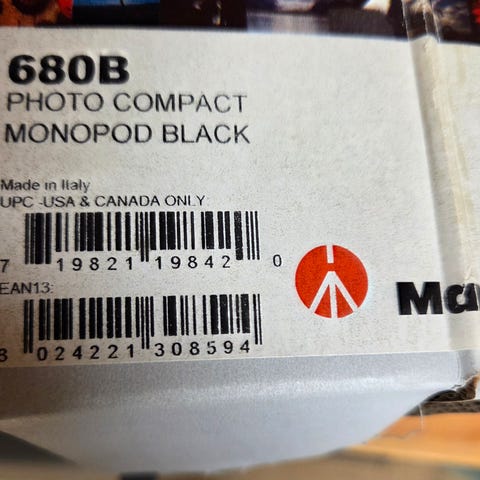 680B
PHOTO COMPACT
MONOPOD BLACK
Made in Italy
UPC -USA & CANADA ONLY:
7 19821 19842 0
EAN13:
8 024221 308594
Ma